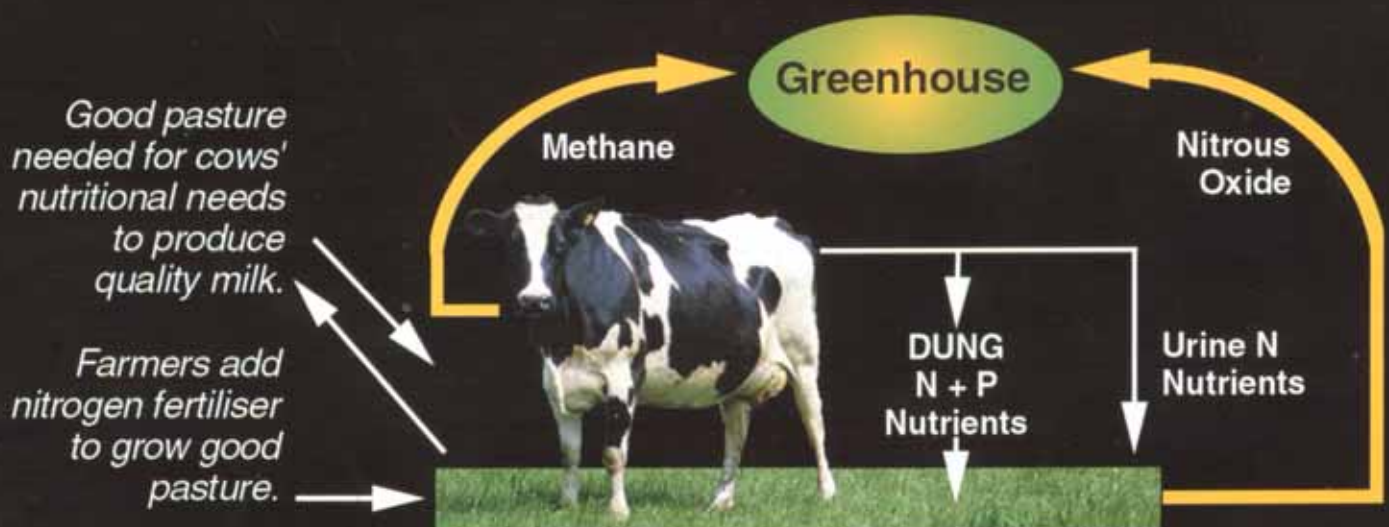 Good pasture
needed for cows'
nutritional needs
to produce
quality milk.
Farmers add
nitrogen fertiliser
to grow good
pasture.
Methane
Greenhouse
Nitrous
Oxide
DUNG
N + P
Nutrients
Urine N
Nutrients